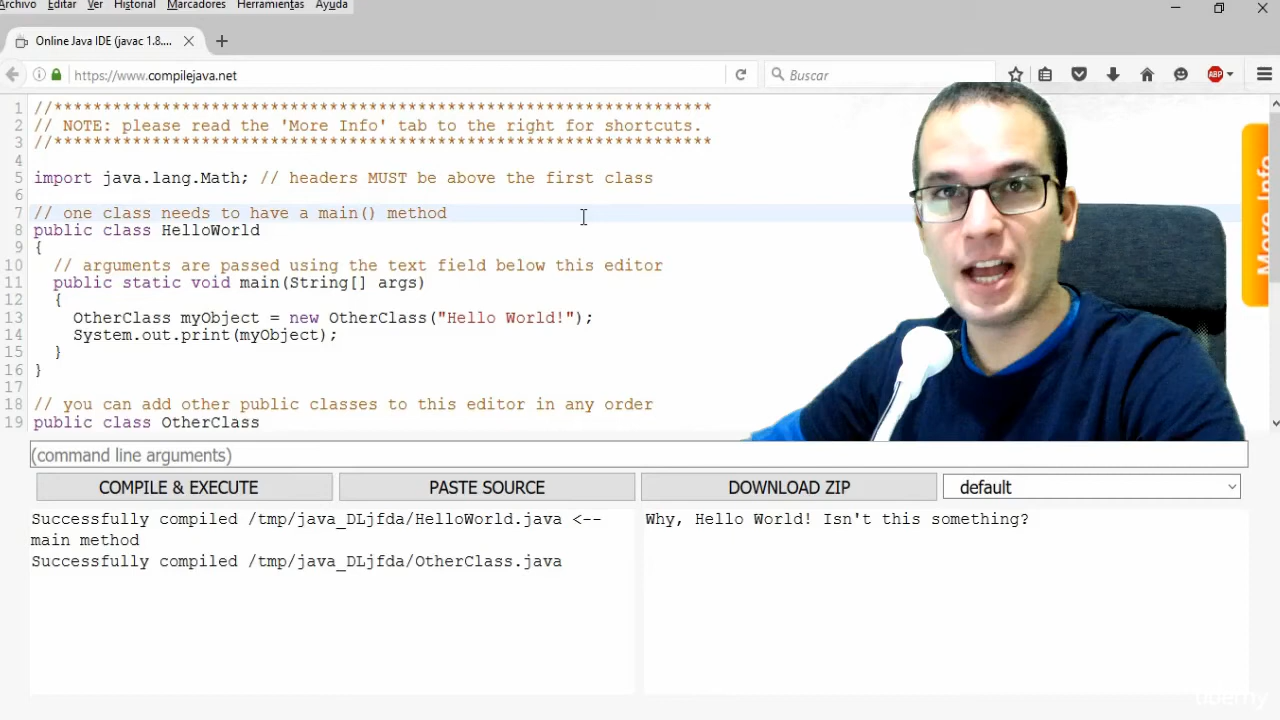 Archivo Editar Ver Historial Marcadores Herramientas Ayuda
Online Java IDE (javac 1.8....
https://www.compilejava.net
Buscar
ABP
1 //*******************************************************************
2 // NOTE: please read the 'More Info' tab to the right for shortcuts.
3 //*******************************************************************
4
5 import java.lang.Math; // headers MUST be above the first class
6
7 // one class needs to have a main() method
8 public class HelloWorld
9 {
10 // arguments are passed using the text field below this editor
11 public static void main(String[] args)
12 {
13 OtherClass myObject = new OtherClass("Hello World!");
14 System.out.print(myObject);
15 }
16 }
17
18 // you can add other public classes to this editor in any order
19 public class OtherClass
More Info
(command line arguments)
COMPILE & EXECUTE PASTE SOURCE DOWNLOAD ZIP default
Successfully compiled /tmp/java_DLjfda/HelloWorld.java <--
main method
Successfully compiled /tmp/java_DLjfda/OtherClass.java
Why, Hello World! Isn't this something?
udemy